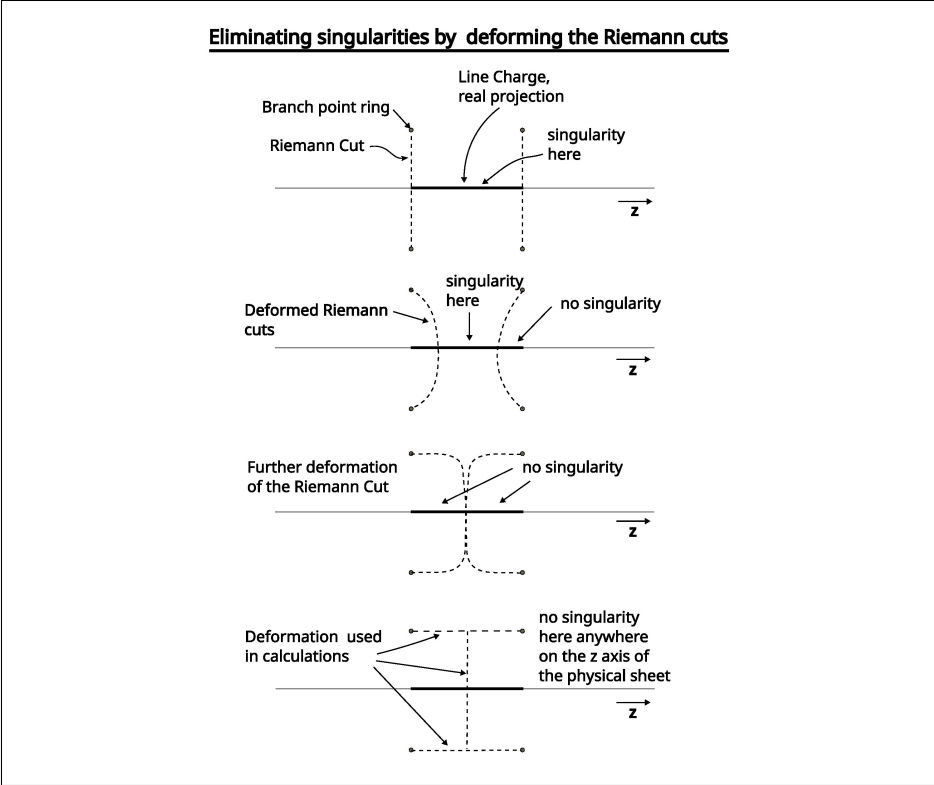 Eliminating singularities by deforming the Riemann cuts
Line Charge,
real projection
Branch point ring
Riemann Cut
singularity
here
z
singularity
here
Deformed Riemann
cuts
no singularity
z
Further deformation
of the Riemann Cut
no singularity
z
Deformation used
in calculations
no singularity
here anywhere
on the z axis of
the physical sheet
z